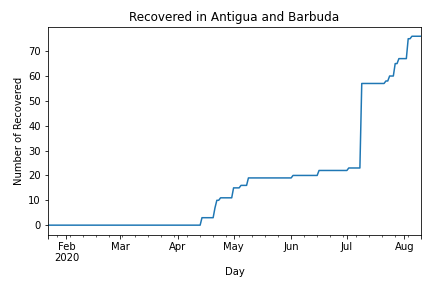 Recovered in Antigua and Barbuda
Number of Recovered
70
60
50
40
30
20
10
0
Feb Mar Apr May Jun Jul Aug
2020
Day